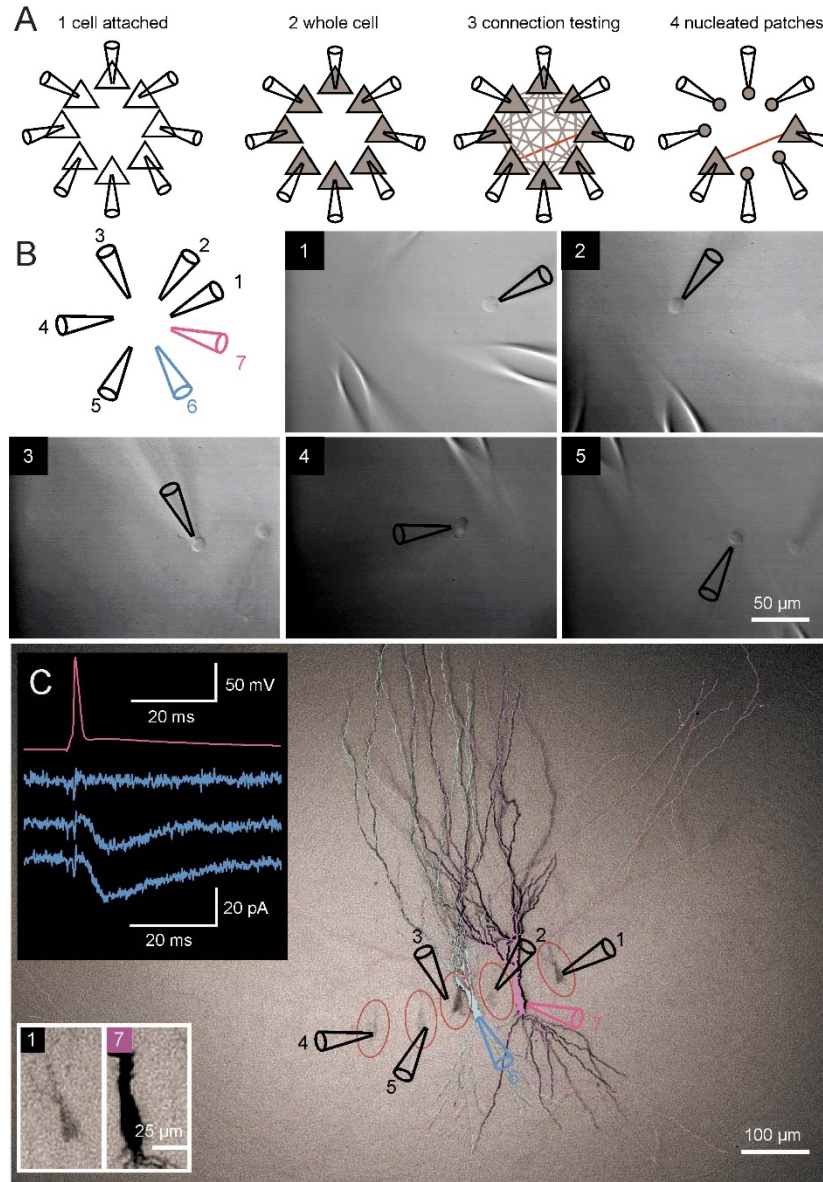 A
1 cell attached
2 whole cell
3 connection testing
4 nucleated patches
B
3
2
1
4
7
5
6
1
2
3
4
5
50 µm
C
50 mV
20 ms
20 pA
20 ms
3
2
1
4
5
6
7
1
7
25 µm
100 µm